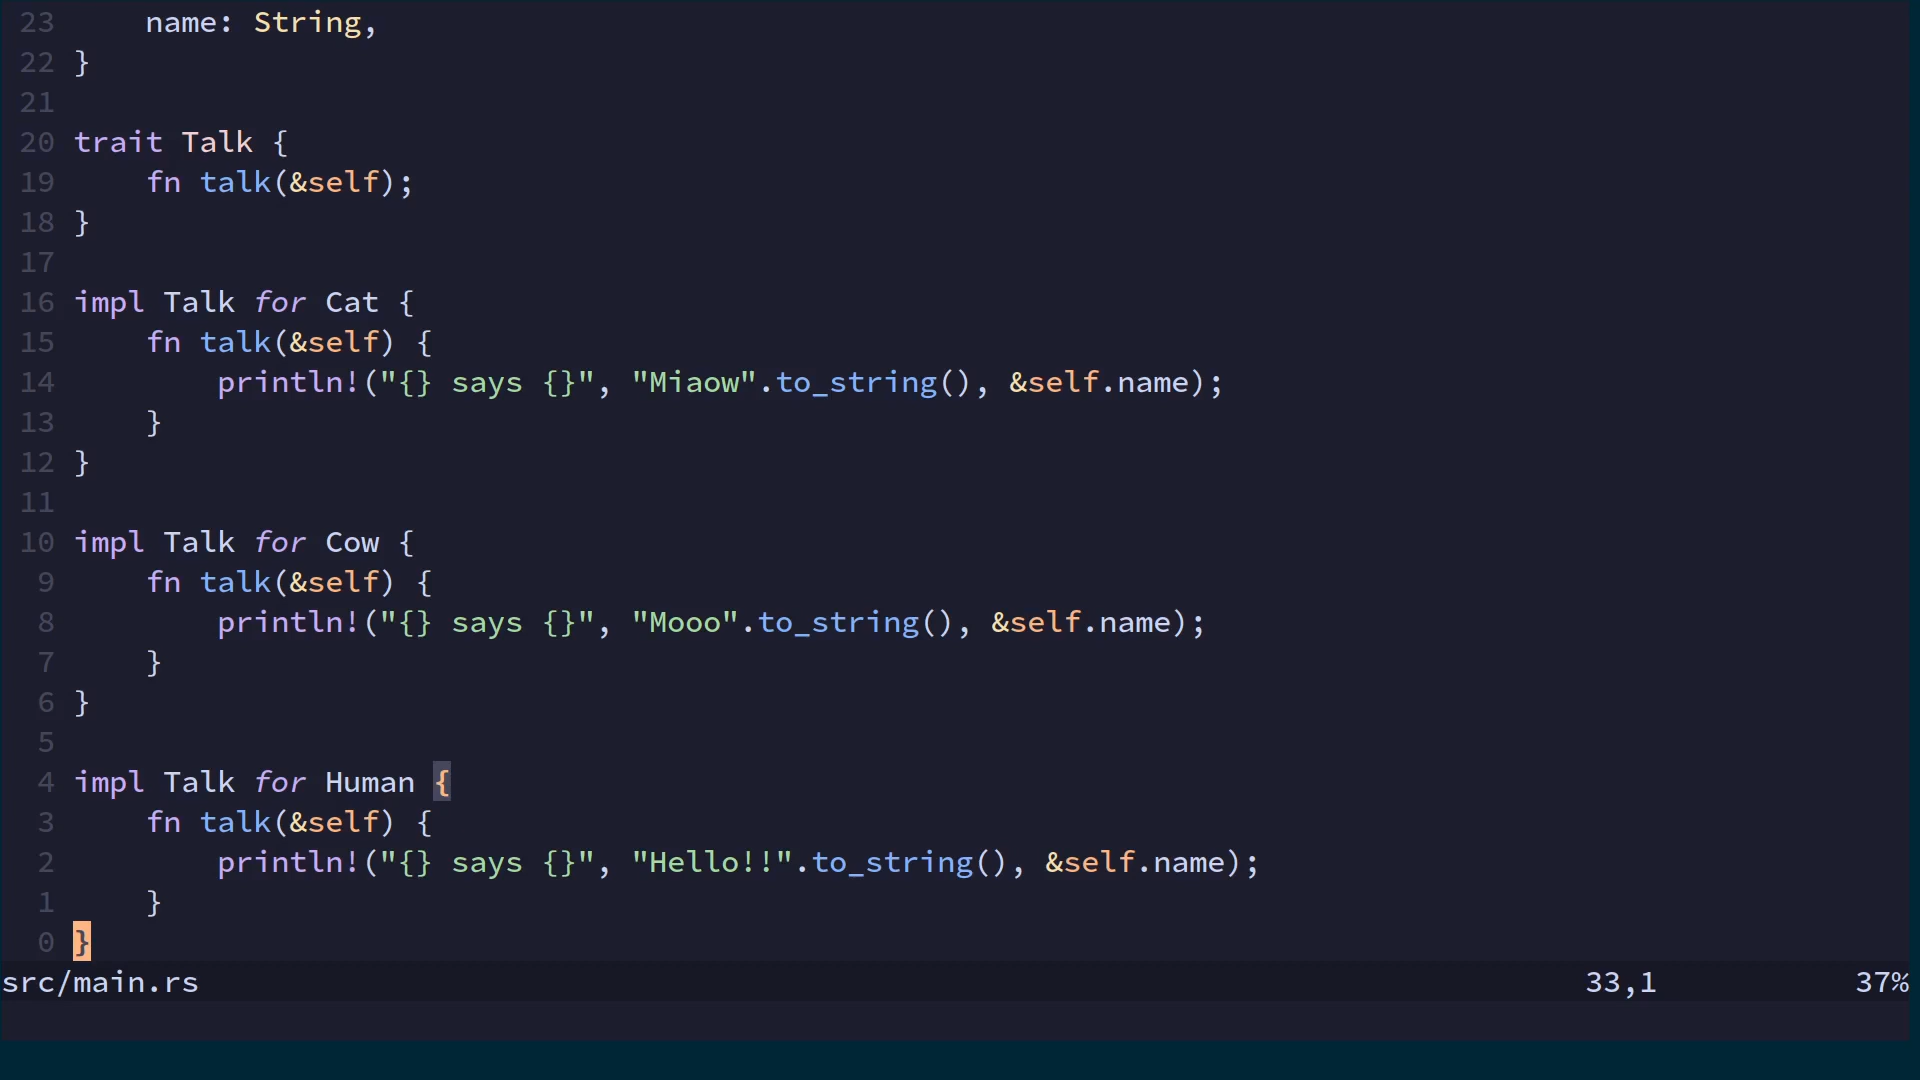 23     name: String,
22 }
21
20 trait Talk {
19     fn talk(&self);
18 }
17
16 impl Talk for Cat {
15     fn talk(&self) {
14         println!("{} says {}", "Miaow".to_string(), &self.name);
13     }
12 }
11
10 impl Talk for Cow {
9     fn talk(&self) {
8         println!("{} says {}", "Mooo".to_string(), &self.name);
7     }
6 }
5
4 impl Talk for Human {
3     fn talk(&self) {
2         println!("{} says {}", "Hello!!".to_string(), &self.name);
1     }
0 }
src/main.rs 33,1 37%